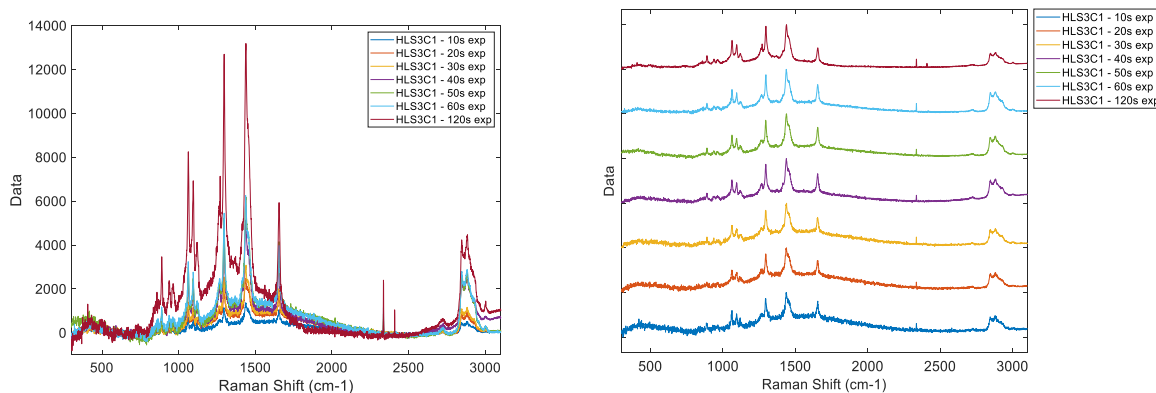 14000
12000
10000
8000
6000
4000
2000
0
Data
500
1000
1500
2000
2500
3000
Raman Shift (cm-1)
HLS3C1 - 10s exp
HLS3C1 - 20s exp
HLS3C1 - 30s exp
HLS3C1 - 40s exp
HLS3C1 - 50s exp
HLS3C1 - 60s exp
HLS3C1 - 120s exp
Data
500
1000
1500
2000
2500
3000
Raman Shift (cm-1)
HLS3C1 - 10s exp
HLS3C1 - 20s exp
HLS3C1 - 30s exp
HLS3C1 - 40s exp
HLS3C1 - 50s exp
HLS3C1 - 60s exp
HLS3C1 - 120s exp